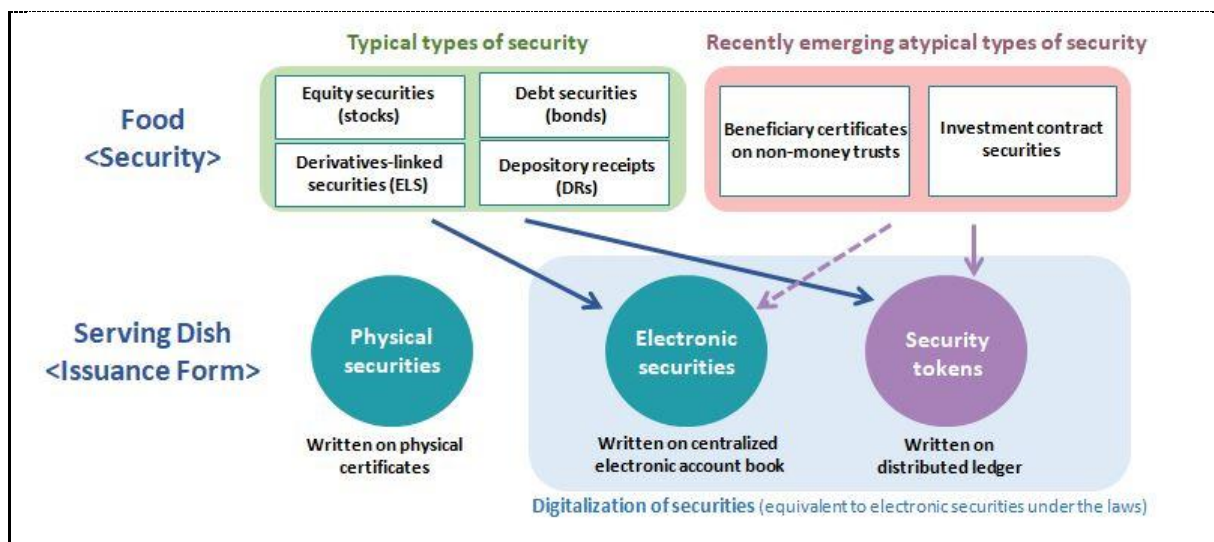 Typical types of security
Recently emerging atypical types of security
Food
<Security>
Equity securities
(stocks)
Debt securities
(bonds)
Derivatives-linked
securities (ELS)
Depository receipts
(DRs)
Beneficiary certificates
on non-money trusts
Investment contract
securities
Serving Dish
<Issuance Form>
Physical
securities
Electronic
securities
Security
tokens
Written on physical
certificates
Written on centralized
electronic account book
Written on
distributed ledger
Digitalization of securities (equivalent to electronic securities under the laws)